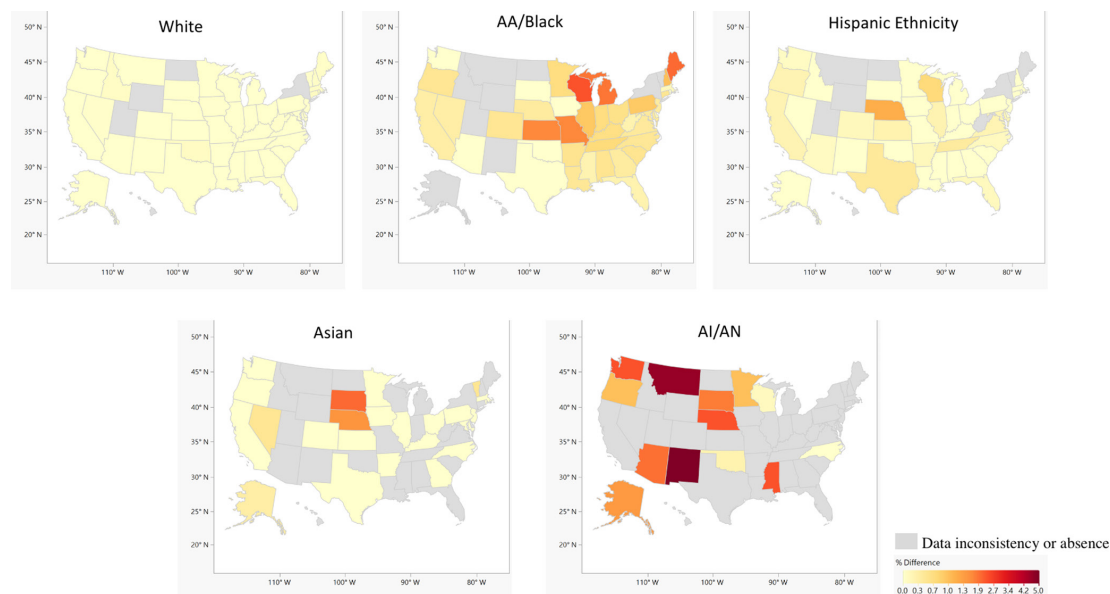 White
AA/Black
Hispanic Ethnicity
50° N
45° N
40° N
35° N
30° N
25° N
20° N
110° W
100° W
90° W
80° W
50° N
45° N
40° N
35° N
30° N
25° N
20° N
110° W
100° W
90° W
80° W
50° N
45° N
40° N
35° N
30° N
25° N
20° N
110° W
100° W
90° W
80° W
Asian
AI/AN
50° N
45° N
40° N
35° N
30° N
25° N
20° N
110° W
100° W
90° W
80° W
50° N
45° N
40° N
35° N
30° N
25° N
20° N
110° W
100° W
90° W
80° W
Data inconsistency or absence
% Difference
0.0 0.3 0.7 1.0 1.3 2.0 2.7 3.4 4.2 5.0